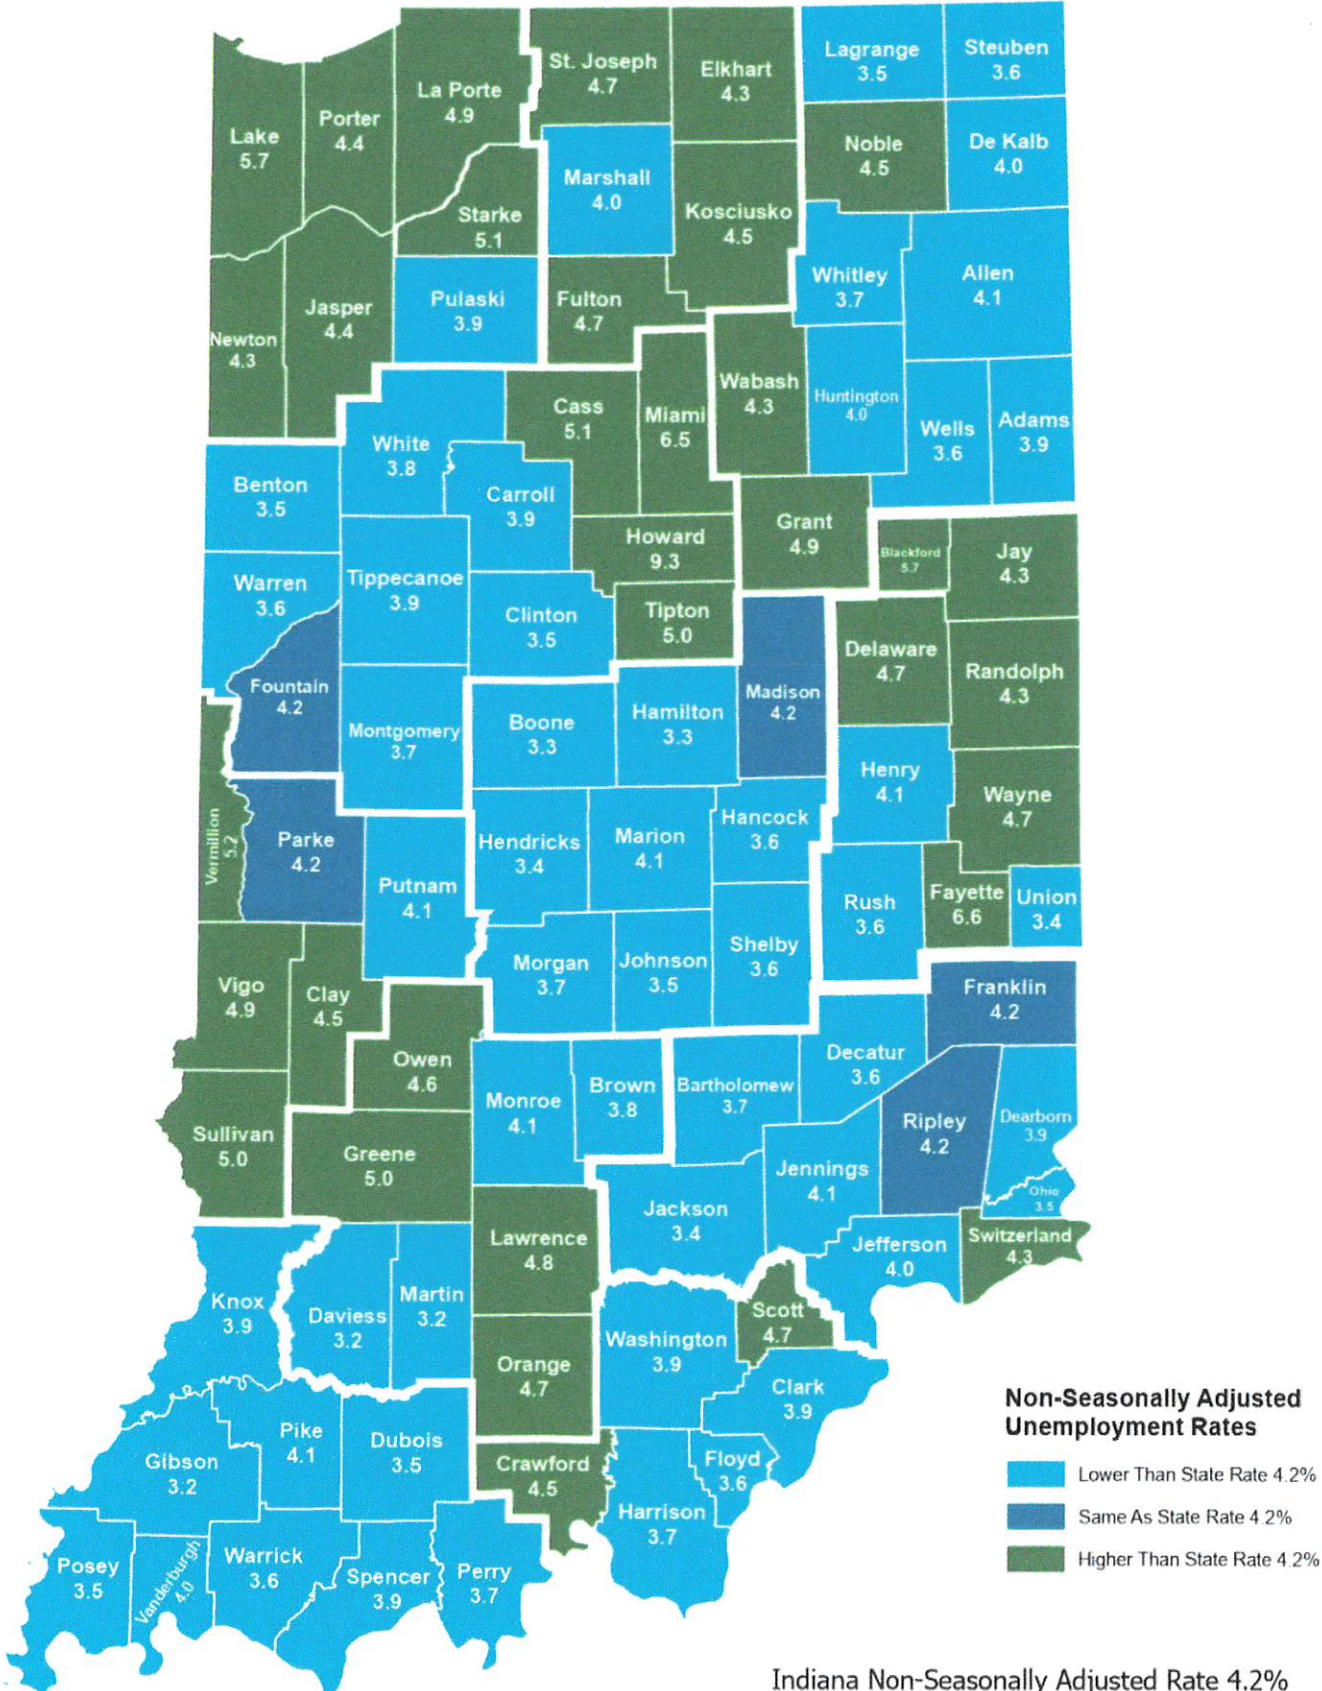 Lake
5.7
Porter
4.4
La Porte
4.9
St. Joseph
4.7
Elkhart
4.3
Lagrange
3.5
Steuben
3.6
Noble
4.5
De Kalb
4.0
Marshall
4.0
Starke
5.1
Kosciusko
4.5
Whitley
3.7
Allen
4.1
Newton
4.3
Jasper
4.4
Pulaski
3.9
Fulton
4.7
Wabash
4.3
Huntington
4.0
Wells
3.6
Adams
3.9
White
3.8
Cass
5.1
Miami
6.5
Benton
3.5
Carroll
3.9
Howard
9.3
Grant
4.9
Blackford
5.7
Jay
4.3
Warren
3.6
Tippecanoe
3.9
Clinton
3.5
Tipton
5.0
Fountain
4.2
Montgomery
3.7
Boone
3.3
Hamilton
3.3
Madison
4.2
Delaware
4.7
Randolph
4.3
Henry
4.1
Wayne
4.7
Vermillion
5.2
Parke
4.2
Putnam
4.1
Hendricks
3.4
Marion
4.1
Hancock
3.6
Rush
3.6
Fayette
6.6
Union
3.4
Vigo
4.9
Clay
4.5
Morgan
3.7
Johnson
3.5
Shelby
3.6
Franklin
4.2
Owen
4.6
Monroe
4.1
Brown
3.8
Bartholomew
3.7
Decatur
3.6
Ripley
4.2
Dearborn
3.9
Sullivan
5.0
Greene
5.0
Jennings
4.1
Ohio
3.5
Lawrence
4.8
Jackson
3.4
Jefferson
4.0
Switzerland
4.3
Knox
3.9
Daviess
3.2
Martin
3.2
Orange
4.7
Washington
3.9
Scott
4.7
Clark
3.9
Gibson
3.2
Pike
4.1
Dubois
3.5
Crawford
4.5
Harrison
3.7
Floyd
3.6
Posey
3.5
Vanderburgh
4.0
Warrick
3.6
Spencer
3.9
Perry
3.7
Non-Seasonally Adjusted
Unemployment Rates
Lower Than State Rate 4.2%
Same As State Rate 4.2%
Higher Than State Rate 4.2%
Indiana Non-Seasonally Adjusted Rate 4.2%